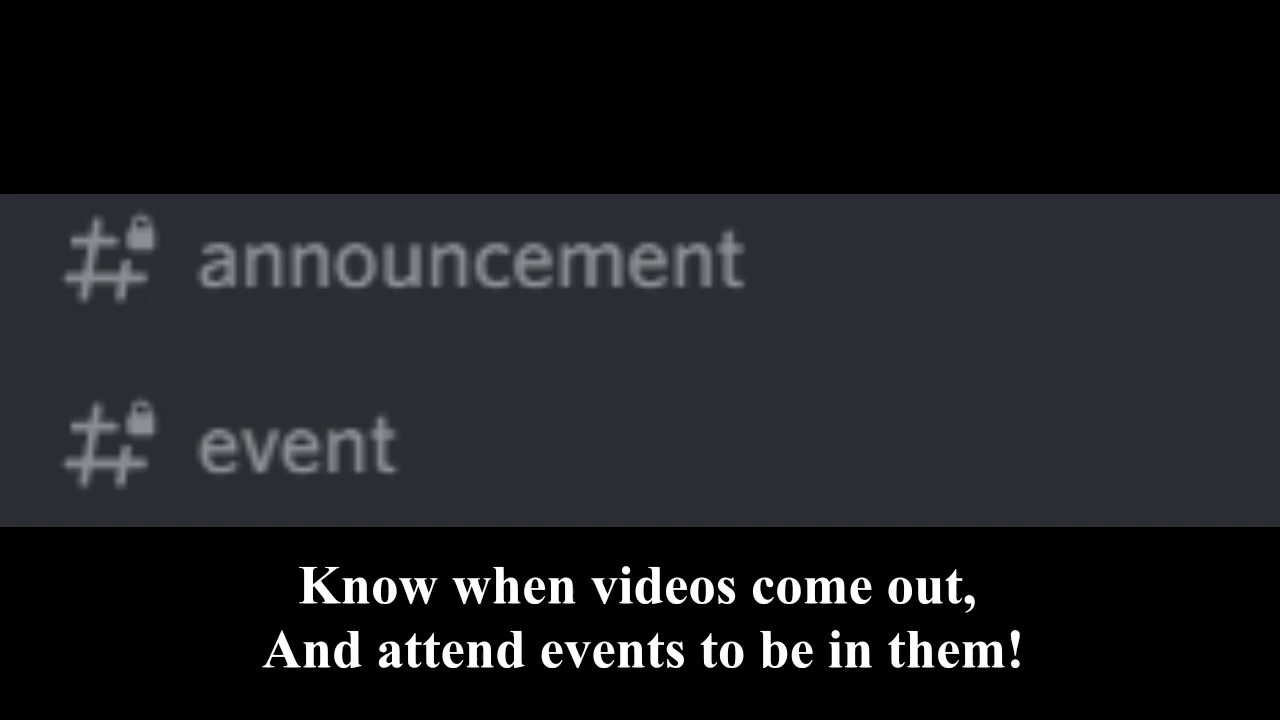 # announcement
# event
Know when videos come out,
And attend events to be in them!